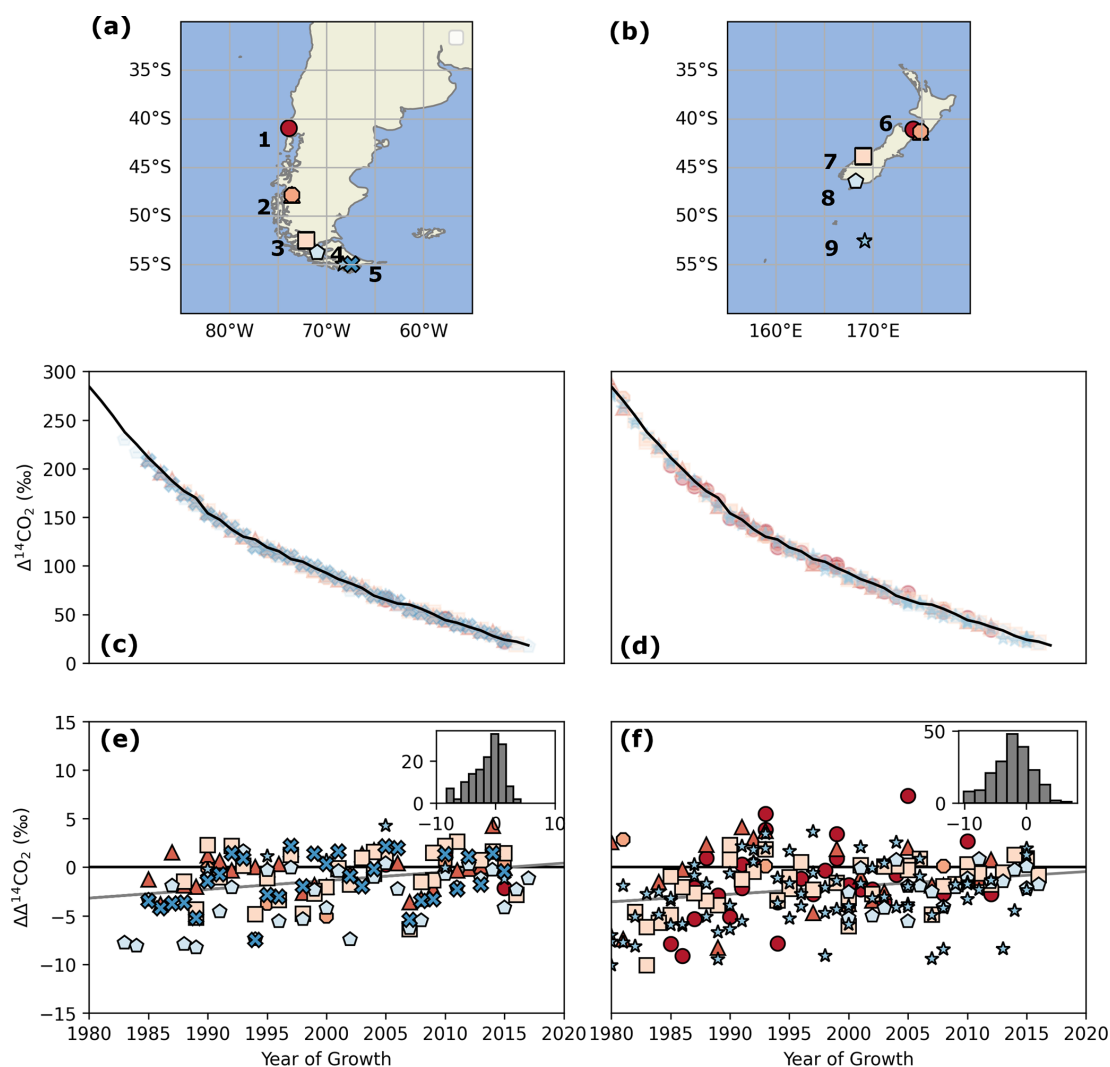 (a)
(b)
35°S
40°S
45°S
50°S
55°S
80°W 70°W 60°W
1
2
3
4
5
35°S
40°S
45°S
50°S
55°S
160°E 170°E
6
7
8
9
300
250
200
150
100
50
0
Δ¹⁴CO₂ (‰)
(c)
(d)
15
10
5
0
−5
−10
−15
ΔΔ¹⁴CO₂ (‰)
(e)
20
0
−10 0 10
(f)
50
0
−10 0
1980 1985 1990 1995 2000 2005 2010 2015 2020
Year of Growth
1980 1985 1990 1995 2000 2005 2010 2015 2020
Year of Growth